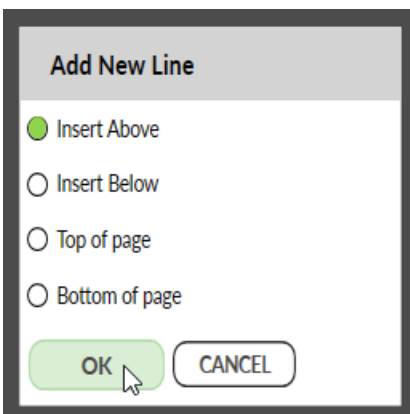 Add New Line
Insert Above
Insert Below
Top of page
Bottom of page
OK CANCEL